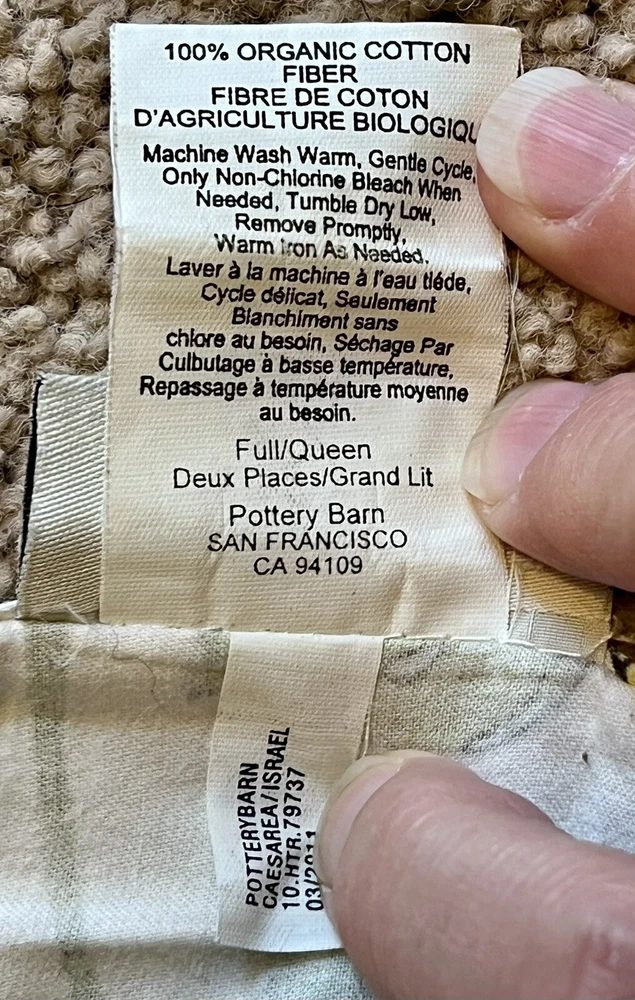 100% ORGANIC COTTON
FIBER
FIBRE DE COTON
D'AGRICULTURE BIOLOGIQU
Machine Wash Warm, Gentle Cycle,
Only Non-Chlorine Bleach When
Needed, Tumble Dry Low,
Remove Promptly,
Warm Iron As Needed.
Laver à la machine à l'eau tiéde,
Cycle délicat, Seulement
Blanchiment sans
chlore au besoin, Séchage Par
Culbutage à basse température,
Repassage à température moyenne
au besoin.
Full/Queen
Deux Places/Grand Lit
Pottery Barn
SAN FRANCISCO
CA 94109
POTTERYBARN
CAESAREA/ISRAEL
10.HTR.79737
03/2011